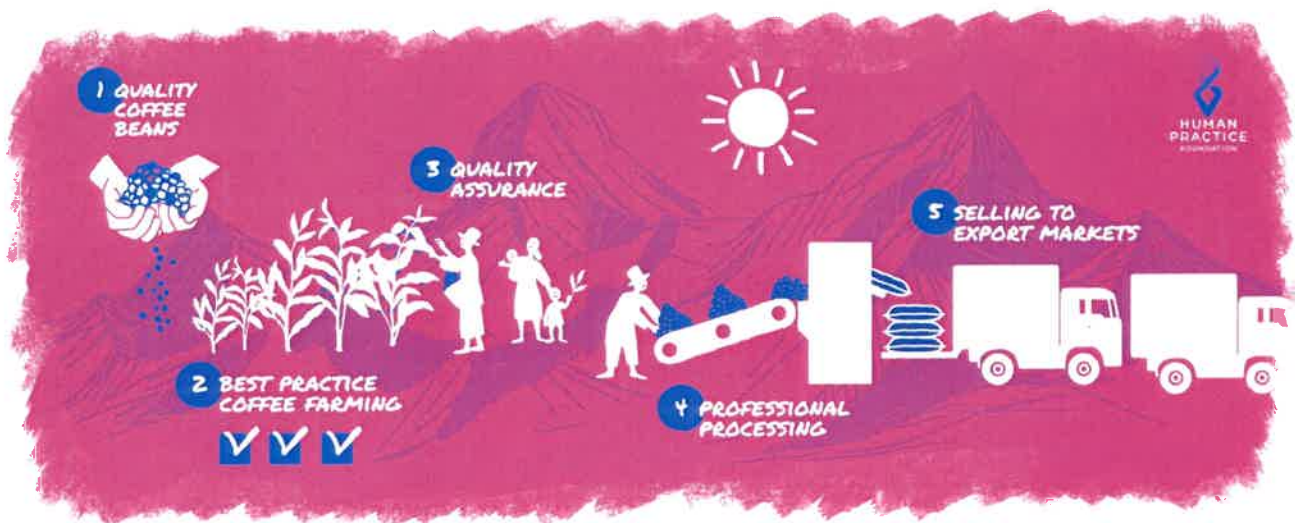 1 QUALITY
COFFEE
BEANS
2 BEST PRACTICE
COFFEE FARMING
3 QUALITY
ASSURANCE
4 PROFESSIONAL
PROCESSING
5 SELLING TO
EXPORT MARKETS
HUMAN
PRACTICE
FOUNDATION